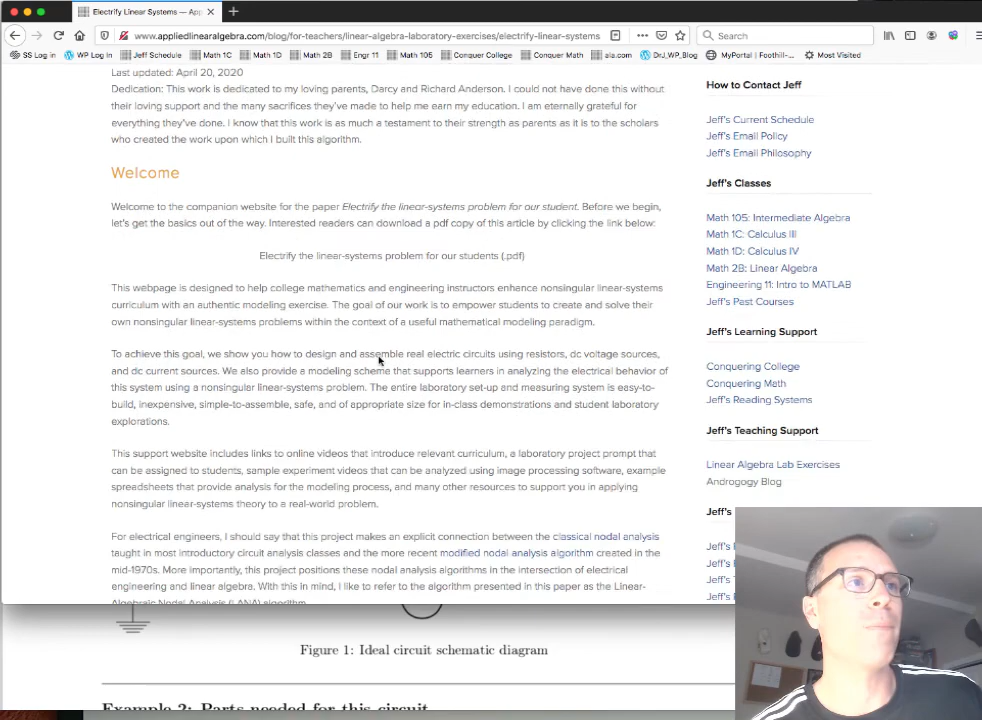 Electrify Linear Systems — App
www.appliedlinearalgebra.com/blog/for-teachers/linear-algebra-laboratory-exercises/electrify-linear-systems
Search
SS Log in
WP Log In
Jeff Schedule
Math 1C
Math 1D
Math 2B
Engr 11
Math 105
Conquer College
Conquer Math
ala.com
DrJ_WP_Blog
MyPortal | Foothill-...
Most Visited
Last updated: April 20, 2020
Dedication: This work is dedicated to my loving parents, Darcy and Richard Anderson. I could not have done this without
their loving support and the many sacrifices they've made to help me earn my education. I am eternally grateful for
everything they've done. I know that this work is as much a testament to their strength as parents as it is to the scholars
who created the work upon which I built this algorithm.
Welcome
Welcome to the companion website for the paper Electrify the linear-systems problem for our student. Before we begin,
let's get the basics out of the way. Interested readers can download a pdf copy of this article by clicking the link below:
Electrify the linear-systems problem for our students (.pdf)
This webpage is designed to help college mathematics and engineering instructors enhance nonsingular linear-systems
curriculum with an authentic modeling exercise. The goal of our work is to empower students to create and solve their
own nonsingular linear-systems problems within the context of a useful mathematical modeling paradigm.
To achieve this goal, we show you how to design and assemble real electric circuits using resistors, dc voltage sources,
and dc current sources. We also provide a modeling scheme that supports learners in analyzing the electrical behavior of
this system using a nonsingular linear-systems problem. The entire laboratory set-up and measuring system is easy-to-
build, inexpensive, simple-to-assemble, safe, and of appropriate size for in-class demonstrations and student laboratory
explorations.
This support website includes links to online videos that introduce relevant curriculum, a laboratory project prompt that
can be assigned to students, sample experiment videos that can be analyzed using image processing software, example
spreadsheets that provide analysis for the modeling process, and many other resources to support you in applying
nonsingular linear-systems theory to a real-world problem.
For electrical engineers, I should say that this project makes an explicit connection between the classical nodal analysis
taught in most introductory circuit analysis classes and the more recent modified nodal analysis algorithm created in the
mid-1970s. More importantly, this project positions these nodal analysis algorithms in the intersection of electrical
engineering and linear algebra. With this in mind, I like to refer to the algorithm presented in this paper as the Linear-
Algebraic Nodal Analysis (LANA) algorithm.
How to Contact Jeff
Jeff's Current Schedule
Jeff's Email Policy
Jeff's Email Philosophy
Jeff's Classes
Math 105: Intermediate Algebra
Math 1C: Calculus III
Math 1D: Calculus IV
Math 2B: Linear Algebra
Engineering 11: Intro to MATLAB
Jeff's Past Courses
Jeff's Learning Support
Conquering College
Conquering Math
Jeff's Reading Systems
Jeff's Teaching Support
Linear Algebra Lab Exercises
Androgogy Blog
Jeff's
Jeff's
Jeff's
Jeff's
Jeff's
Figure 1: Ideal circuit schematic diagram
Example 2: Parts needed for this circuit